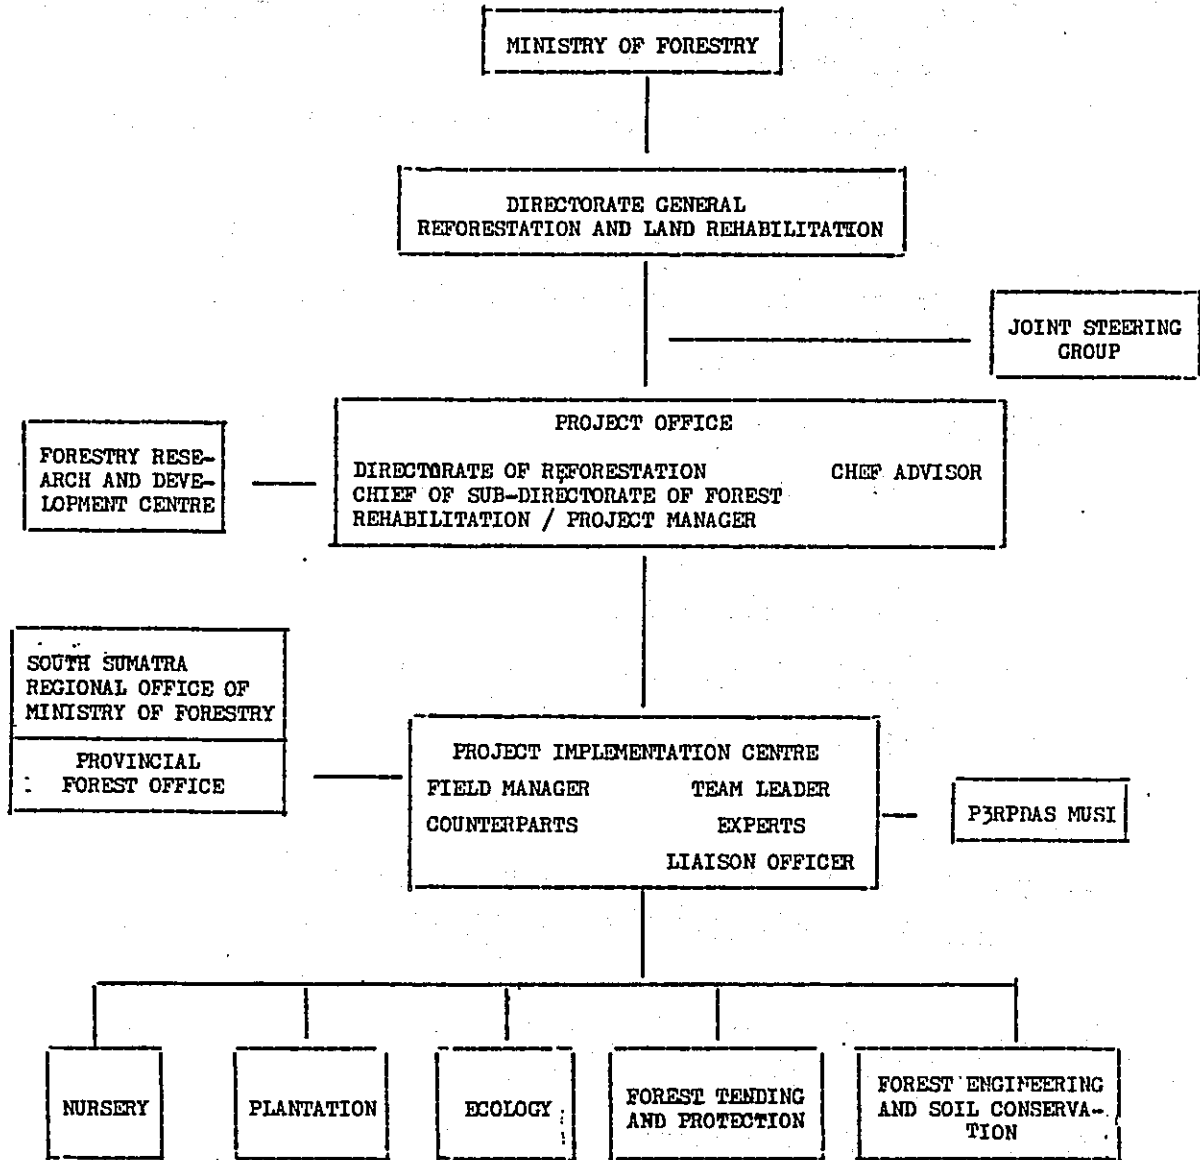 MINISTRY OF FORESTRY
DIRECTORATE GENERAL
REFORESTATION AND LAND REHABILITATION
JOINT STEERING
GROUP
PROJECT OFFICE
DIRECTORATE OF REFORESTATION CHEF ADVISOR
CHIEF OF SUB-DIRECTORATE OF FOREST
REHABILITATION / PROJECT MANAGER
FORESTRY RESE-
ARCH AND DEVE-
LOPMENT CENTRE
SOUTH SUMATRA
REGIONAL OFFICE OF
MINISTRY OF FORESTRY
PROVINCIAL
FOREST OFFICE
PROJECT IMPLEMENTATION CENTRE
FIELD MANAGER TEAM LEADER
COUNTERPARTS EXPERTS
LIAISON OFFICER
P3RPDAS MUSI
NURSERY
PLANTATION
ECOLOGY
FOREST TENDING
AND PROTECTION
FOREST ENGINEERING
AND SOIL CONSERVA-
TION